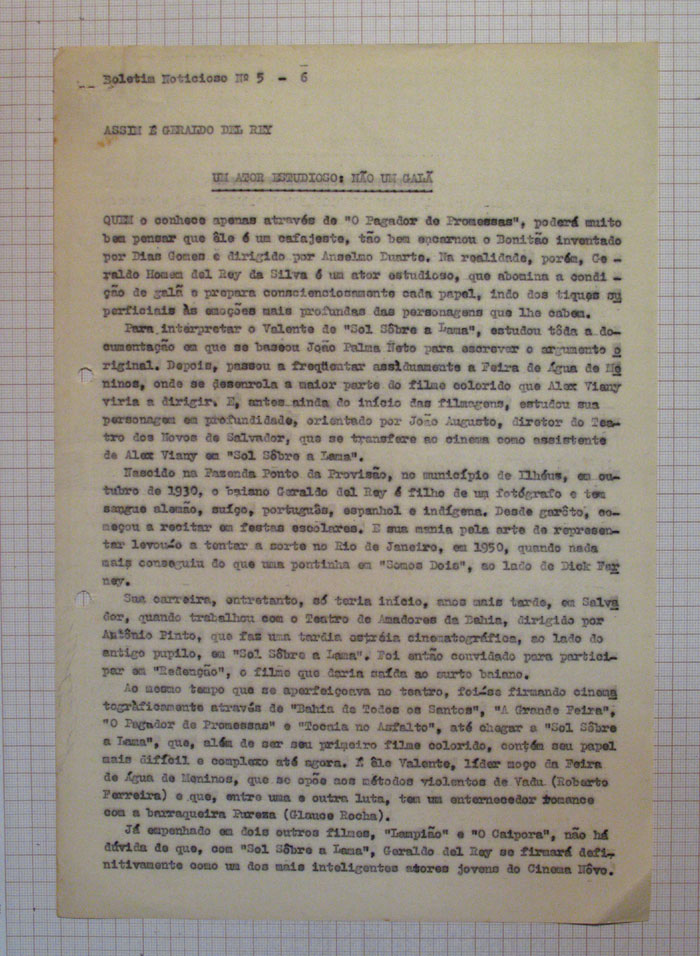 Boletim Noticioso Nº 5 - 6
ASSIM É GERALDO DEL REY
UM ATOR ESTUDIOSO: NÃO UM GALÃ
QUEM o conhece apenas através de "O Pagador de Promessas", poderá muito
bem pensar que êle é um cafajeste, tão bem encarnou o Bonitão inventado
por Dias Gomes e dirigido por Anselmo Duarte. Na realidade, porém, Ge-
raldo Homem del Rey da Silva é um ator estudioso, que abomina a condi -
ção de galã e prepara conscienciosamente cada papel, indo dos tiques su
perficiais às emoções mais profundas das personagens que lhe cabem.
Para interpretar o Valente de "Sol Sôbre a Lama", estudou tôda a do-
cumentação em que se baseou João Palma Neto para escrever o argumento o
riginal. Depois, passou a freqüentar assiduamente a Feira de Água de Me
ninos, onde se desenrola a maior parte do filme colorido que Alex Viany
viria a dirigir. E, antes ainda do início das filmagens, estudou sua
personagem em profundidade, orientado por João Augusto, diretor do Tea-
tro dos Novos de Salvador, que se transfere ao cinema como assistente
de Alex Viany em "Sol Sôbre a Lama".
Nascido na Fazenda Ponto da Provisão, no município de Ilhéus, em ou-
tubro de 1930, o baiano Geraldo del Rey é filho de um fotógrafo e tem
sangue alemão, suíço, português, espanhol e indígena. Desde garôto, co-
meçou a recitar em festas escolares. E sua mania pela arte de represen-
tar levouío a tentar a sorte no Rio de Janeiro, em 1950, quando nada
mais conseguiu do que uma pontinha em "Somos Dois", ao lado de Dick Far
ney.
Sua carreira, entretanto, só teria início, anos mais tarde, em Salva
dor, quando trabalhou com o Teatro de Amadores da Bahia, dirigido por
Antônio Pinto, que faz uma tardia estréia cinematográfica, ao lado do
antigo pupilo, em "Sol Sôbre a Lama". Foi então convidado para partici-
par em "Redenção", o filme que daria saída ao surto baiano.
Ao mesmo tempo que se aperfeiçoava no teatro, foiíse firmando cinema
togràficamente através de "Bahia de Todos os Santos", "A Grande Feira",
"O Pagador de Promessas" e "Tocaia no Asfalto", até chegar a "Sol Sôbre
a Lama", que, além de ser seu primeiro filme colorido, contém seu papel
mais difícil e complexo até agora. É êle Valente, líder moço da Feira
de Água de Meninos, que se opõe aos métodos violentos de Vadu (Roberto
Ferreira) e que, entre uma e outra luta, tem um enternecedor romance
com a barraqueira Pureza (Glauce Rocha).
Já empenhado em dois outros filmes, "Lampião" e "O Caipora", não há
dúvida de que, com "Sol Sôbre a Lama", Geraldo del Rey se firmará defi-
nitivamente como um dos mais inteligentes atores jovens do Cinema Nôvo.